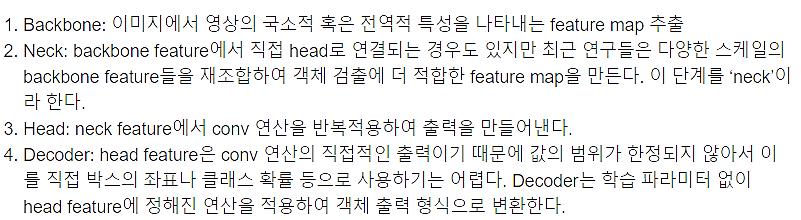 1. Backbone: 이미지에서 영상의 국소적 혹은 전역적 특성을 나타내는 feature map 추출
2. Neck: backbone feature에서 직접 head로 연결되는 경우도 있지만 최근 연구들은 다양한 스케일의
backbone feature들을 재조합하여 객체 검출에 더 적합한 feature map을 만든다. 이 단계를 ‘neck’이
라 한다.
3. Head: neck feature에서 conv 연산을 반복적용하여 출력을 만들어낸다.
4. Decoder: head feature은 conv 연산의 직접적인 출력이기 때문에 값의 범위가 한정되지 않아서 이
를 직접 박스의 좌표나 클래스 확률 등으로 사용하기는 어렵다. Decoder는 학습 파라미터 없이
head feature에 정해진 연산을 적용하여 객체 출력 형식으로 변환한다.